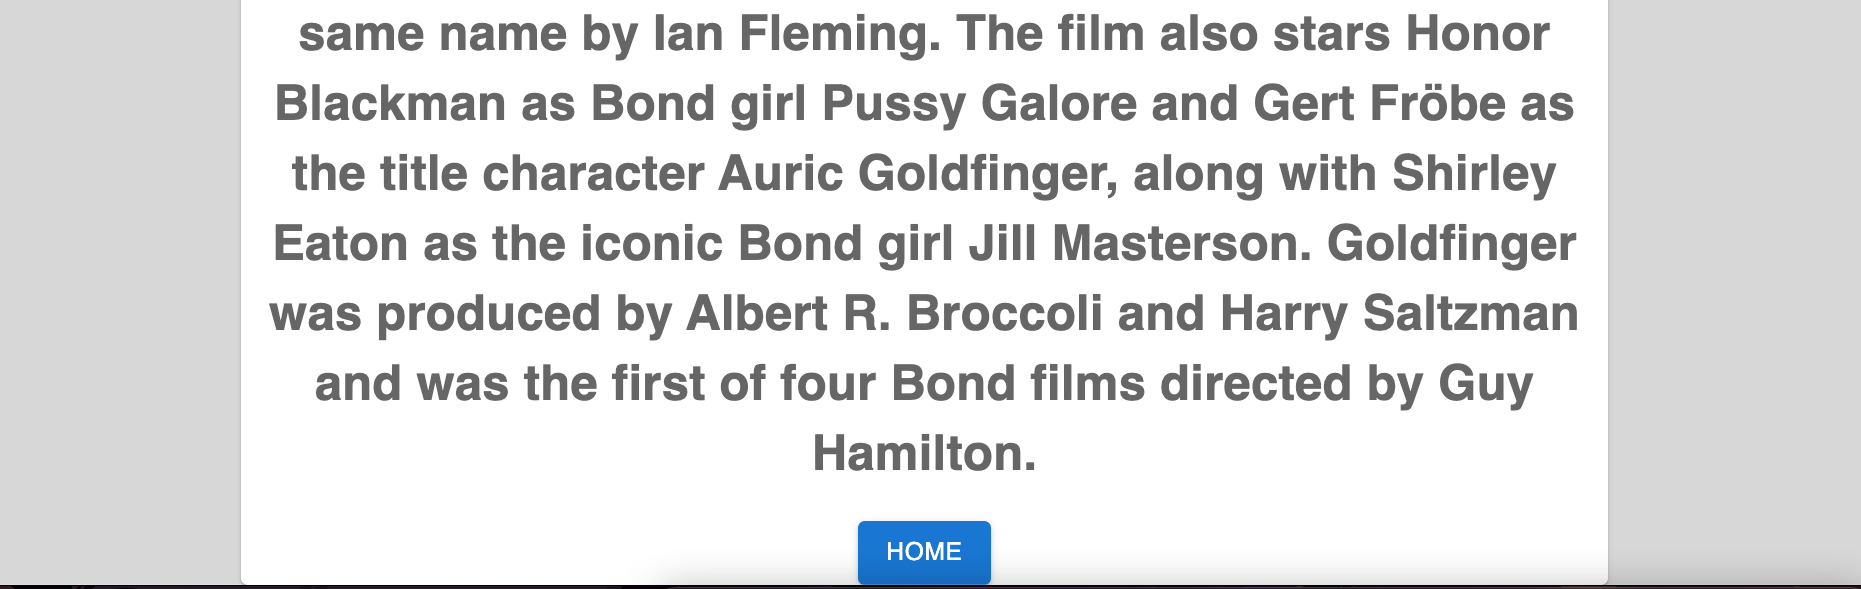 same name by Ian Fleming. The film also stars Honor
Blackman as Bond girl Pussy Galore and Gert Fröbe as
the title character Auric Goldfinger, along with Shirley
Eaton as the iconic Bond girl Jill Masterson. Goldfinger
was produced by Albert R. Broccoli and Harry Saltzman
and was the first of four Bond films directed by Guy
Hamilton.
HOME